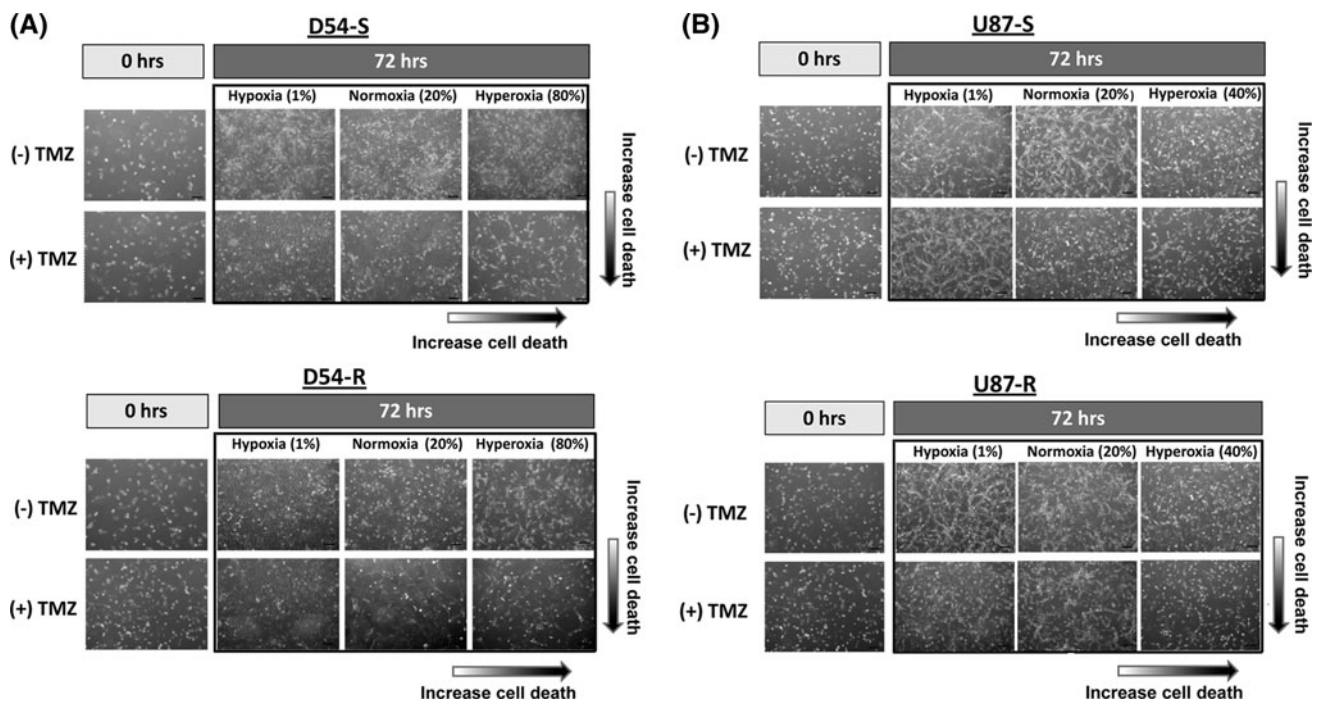 (A)
D54-S
0 hrs
72 hrs
Hypoxia (1%)
Normoxia (20%)
Hyperoxia (80%)
(-) TMZ
(+) TMZ
Increase cell death
Increase cell death
D54-R
0 hrs
72 hrs
Hypoxia (1%)
Normoxia (20%)
Hyperoxia (80%)
(-) TMZ
(+) TMZ
Increase cell death
Increase cell death
(B)
U87-S
0 hrs
72 hrs
Hypoxia (1%)
Normoxia (20%)
Hyperoxia (40%)
(-) TMZ
(+) TMZ
Increase cell death
Increase cell death
U87-R
0 hrs
72 hrs
Hypoxia (1%)
Normoxia (20%)
Hyperoxia (40%)
(-) TMZ
(+) TMZ
Increase cell death
Increase cell death